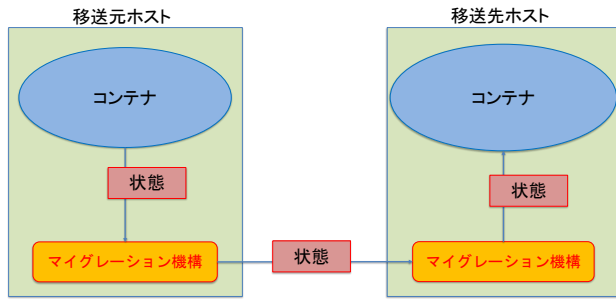 移送元ホスト
コンテナ
状態
マイグレーション機構
状態
移送先ホスト
コンテナ
状態
マイグレーション機構